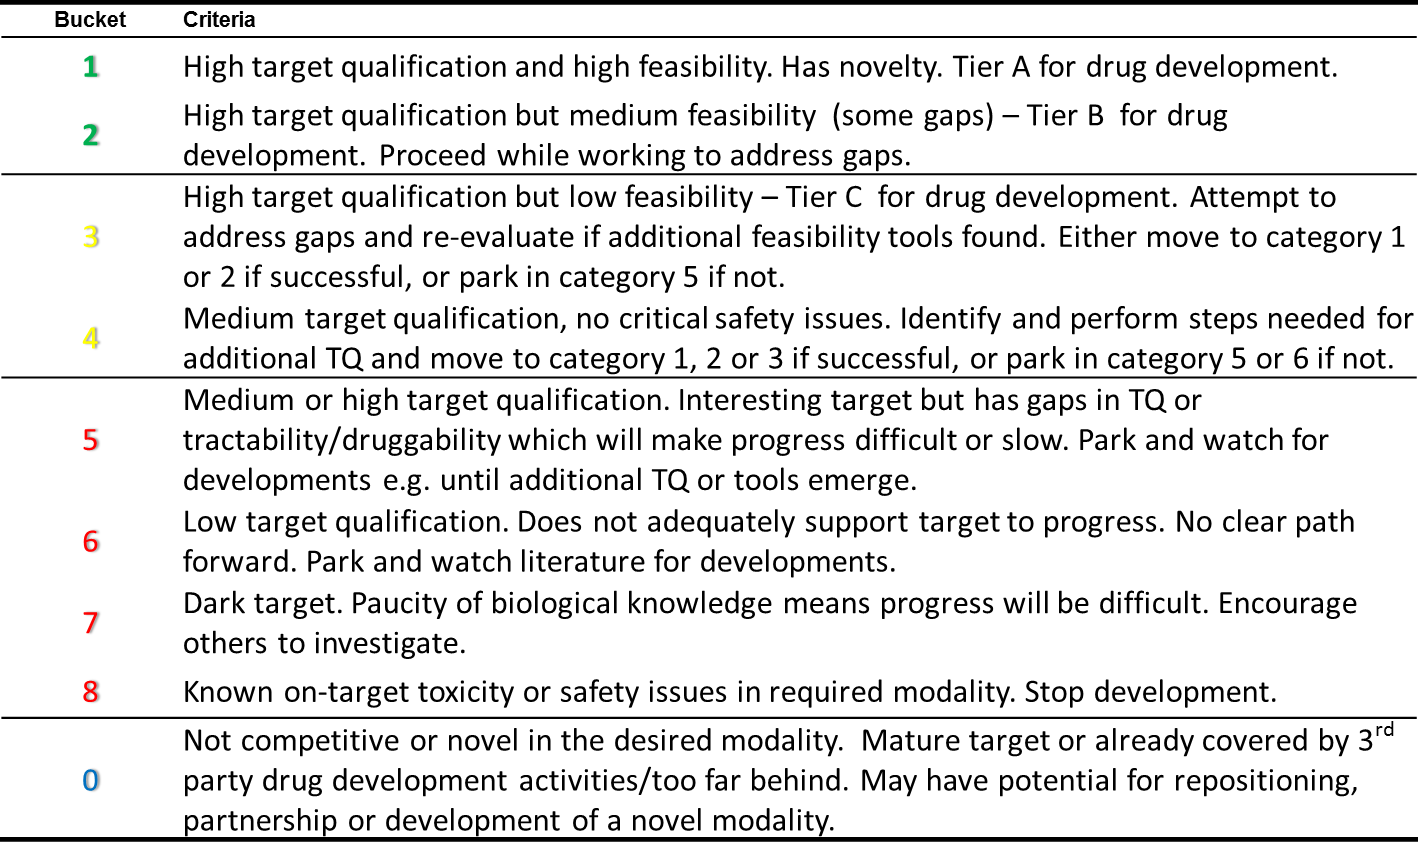 Bucket Criteria
1 High target qualification and high feasibility. Has novelty. Tier A for drug development.
High target qualification but medium feasibility (some gaps) – Tier B for drug
2
development. Proceed while working to address gaps.
High target qualification but low feasibility – Tier C for drug development. Attempt to
3 address gaps and re-evaluate if additional feasibility tools found. Either move to category 1
or 2 if successful, or park in category 5 if not.
Medium target qualification, no critical safety issues. Identify and perform steps needed for
4
additional TQ and move to category 1, 2 or 3 if successful, or park in category 5 or 6 if not.
Medium or high target qualification. Interesting target but has gaps in TQ or
5 tractability/druggability which will make progress difficult or slow. Park and watch for
developments e.g. until additional TQ or tools emerge.
Low target qualification. Does not adequately support target to progress. No clear path
6
forward. Park and watch literature for developments.
Dark target. Paucity of biological knowledge means progress will be difficult. Encourage
7
others to investigate.
8 Known on-target toxicity or safety issues in required modality. Stop development.
Not competitive or novel in the desired modality. Mature target or already covered by 3rd
0 party drug development activities/too far behind. May have potential for repositioning,
partnership or development of a novel modality.